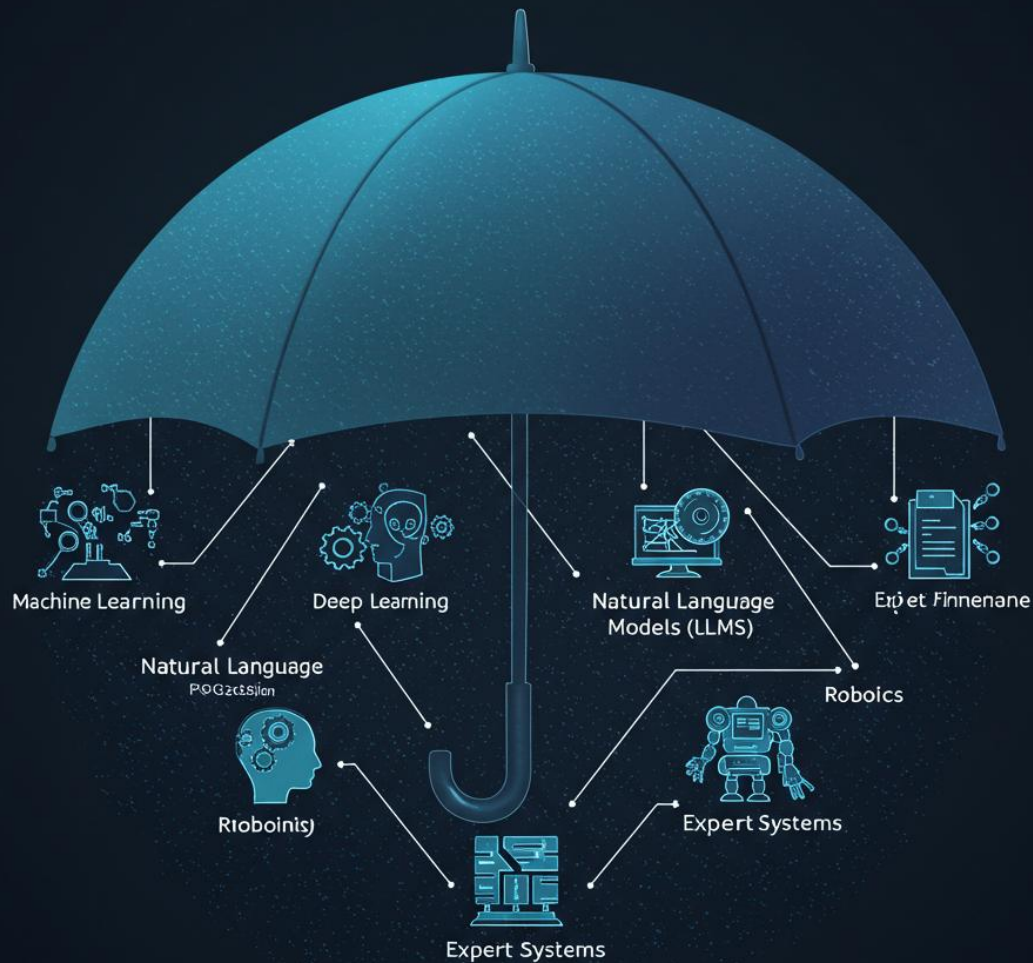 Machine Learning
Deep Learning
Natural Language
Models (LLMS)
Natural Language
Roboics
Expert Systems
Expert Systems